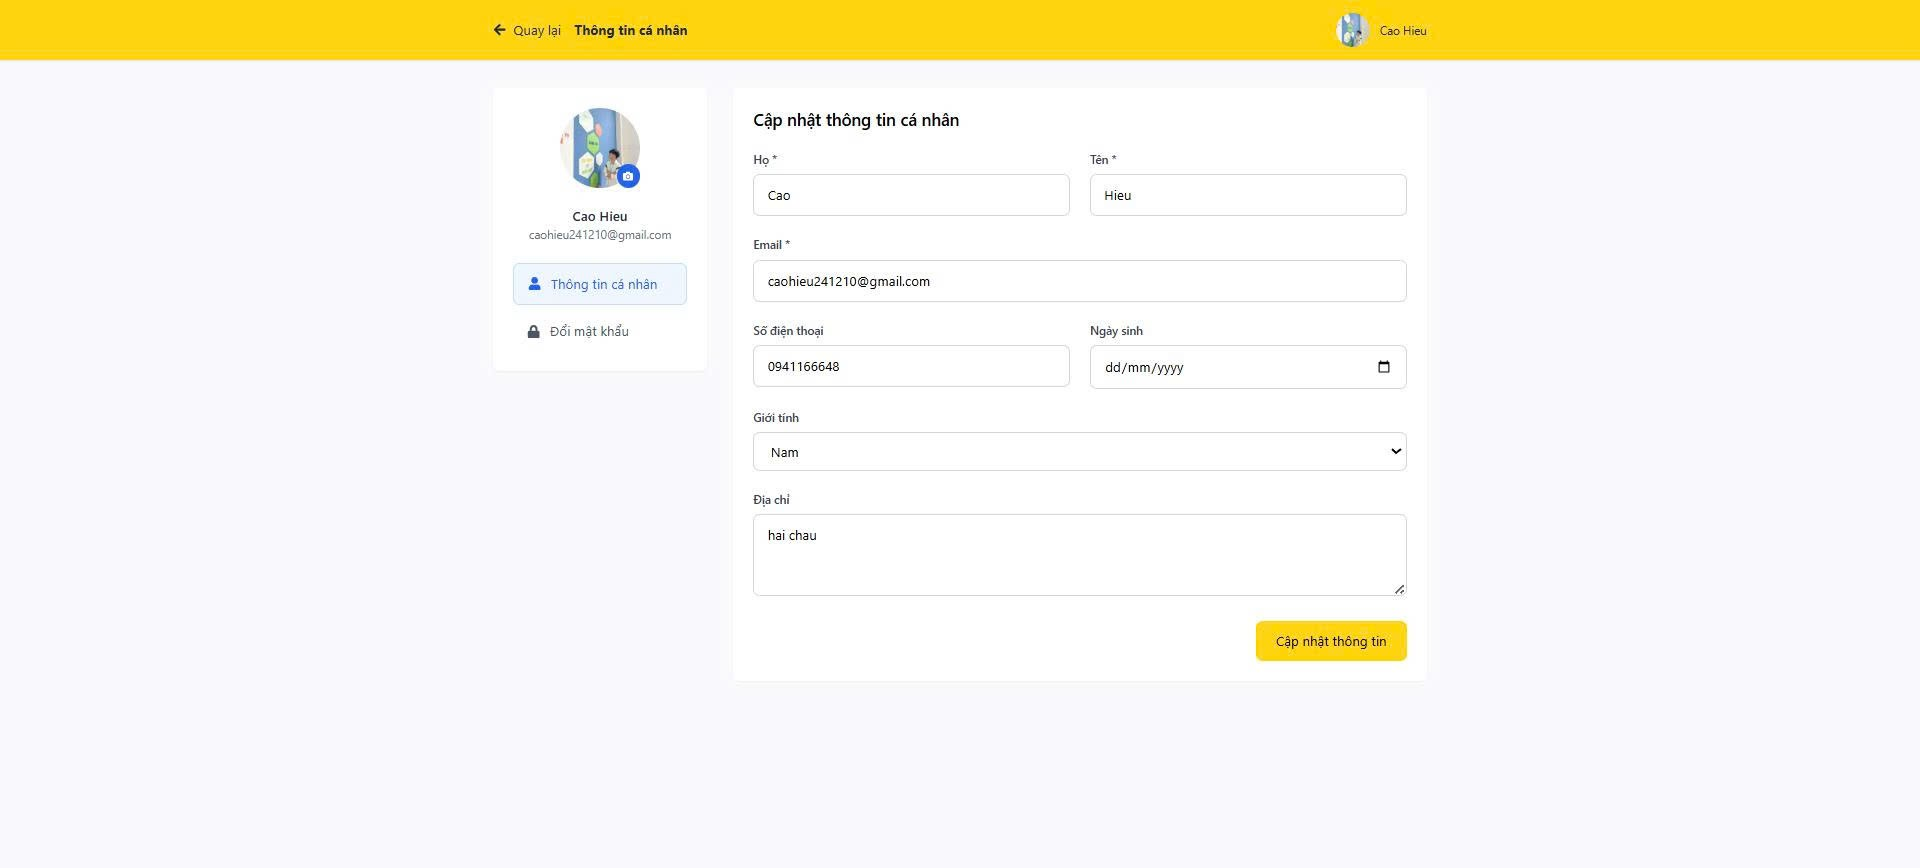 Quay lại Thông tin cá nhân
Cao Hieu
Cao Hieu
caohieu241210@gmail.com
Thông tin cá nhân
Đổi mật khẩu
Cập nhật thông tin cá nhân
Họ * Tên *
Cao Hieu
Email *
caohieu241210@gmail.com
Số điện thoại Ngày sinh
0941166648 dd/mm/yyyy
Giới tính
Nam
Địa chỉ
hai chau
Cập nhật thông tin